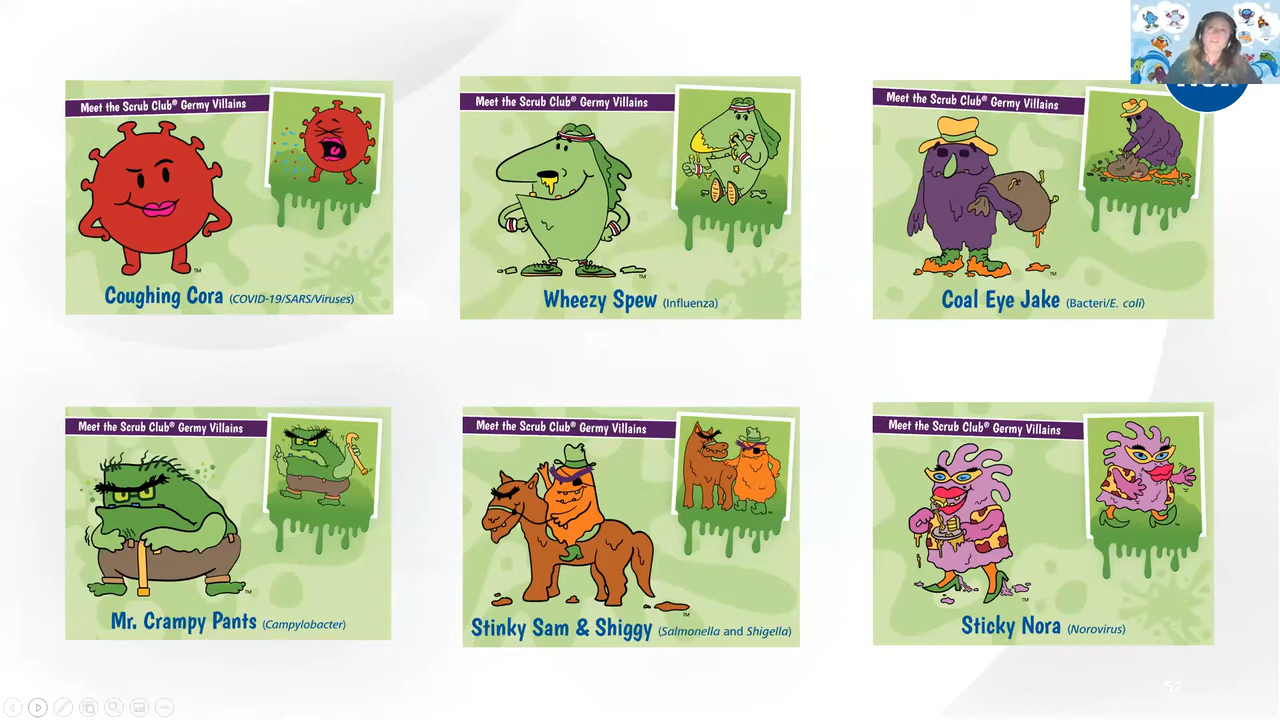 Meet the Scrub Club® Germy Villains
Coughing Cora (COVID-19/SARS/Viruses)
Meet the Scrub Club® Germy Villains
Wheezy Spew (Influenza)
Meet the Scrub Club® Germy Villains
Coal Eye Jake (Bacteri/E. coli)
Meet the Scrub Club® Germy Villains
Mr. Crampy Pants (Campylobacter)
Meet the Scrub Club® Germy Villains
Stinky Sam & Shiggy (Salmonella and Shigella)
Meet the Scrub Club® Germy Villains
Sticky Nora (Norovirus)
52